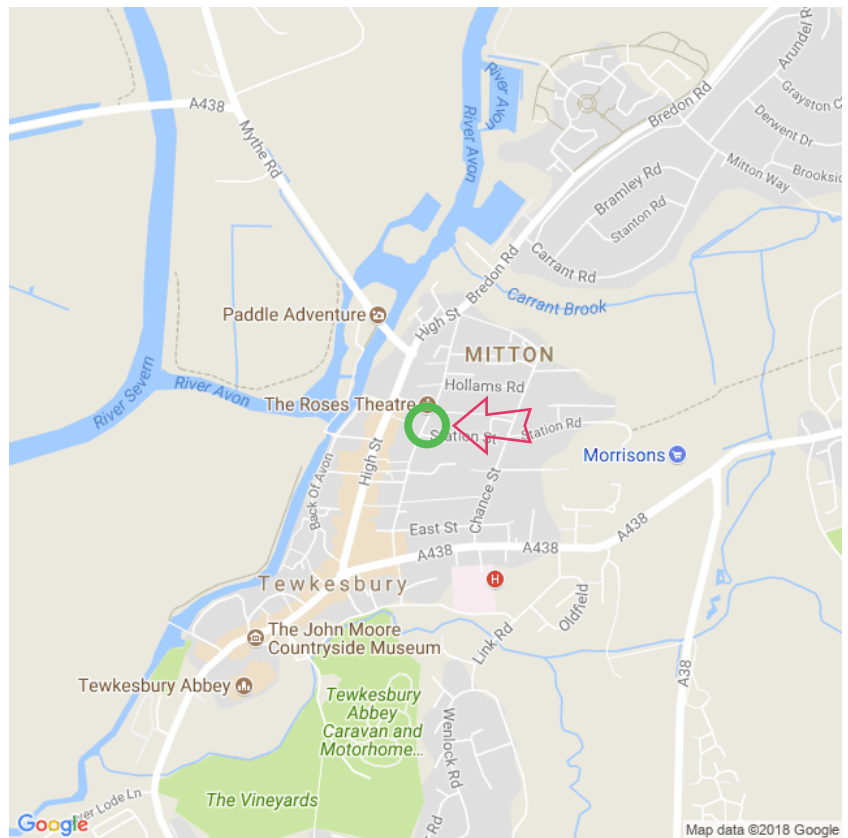 Arundel R
River Avon
A438
Bredon Rd
Grayston C
River Avon
Mythe Rd
Derwent Dr
Mitton Way
Brookside
Bramley Rd
Stanton Rd
Carrant Rd
Bredon Rd
Carrant Brook
Paddle Adventure
High St
MITTON
River Severn
River Avon
Hollams Rd
The Roses Theatre
Station St
Station Rd
High St
Morrisons
Back Of Avon
Chance St
East St
A438
A438
A438
Tewkesbury
H
Oldfield
The John Moore
Countryside Museum
Link Rd
A38
Tewkesbury Abbey
Tewkesbury
Abbey
Caravan and
Motorhome...
Wenlock Rd
ver Lode Ln
The Vineyards
Rd
Google
Map data ©2018 Google